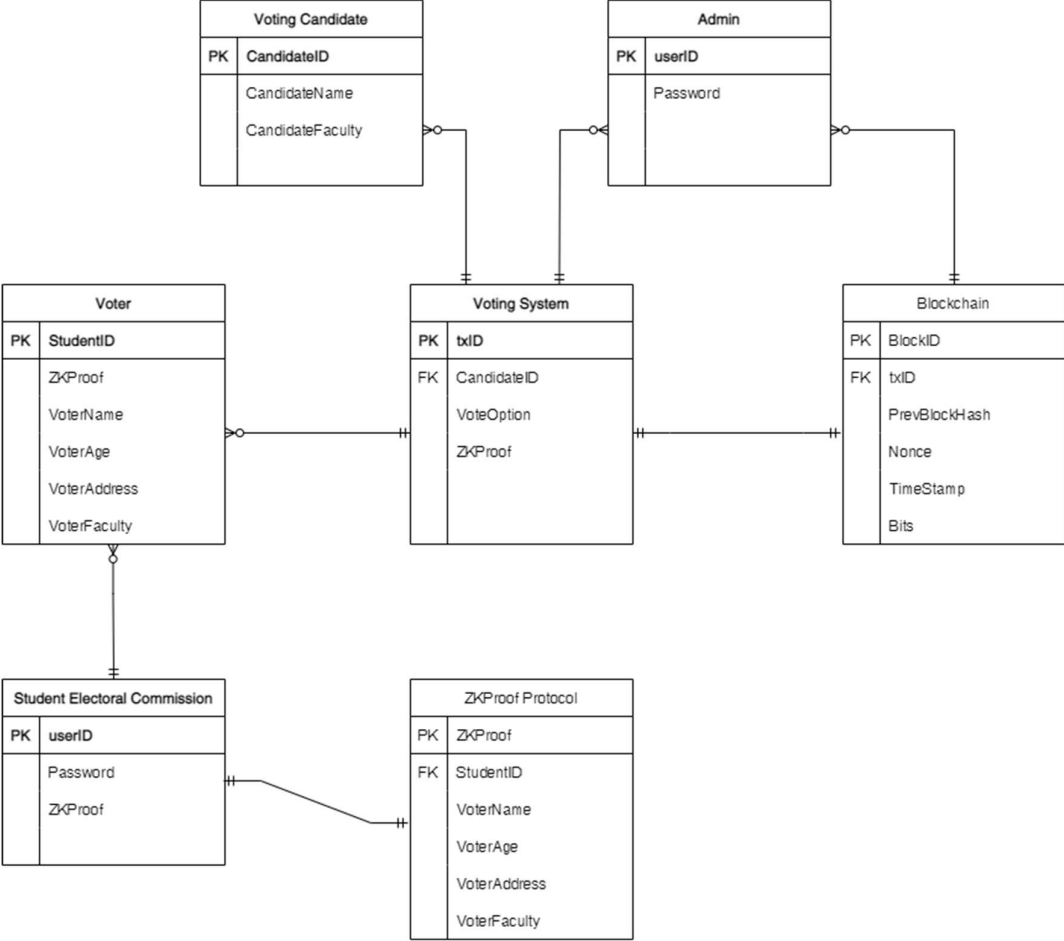 Voting Candidate
PK CandidateID
CandidateName
CandidateFaculty
Admin
PK userID
Password
Voter
PK StudentID
ZKProof
VoterName
VoterAge
VoterAddress
VoterFaculty
Voting System
PK txID
FK CandidateID
VoteOption
ZKProof
Blockchain
PK BlockID
FK txID
PrevBlockHash
Nonce
TimeStamp
Bits
Student Electoral Commission
PK userID
Password
ZKProof
ZKProof Protocol
PK ZKProof
FK StudentID
VoterName
VoterAge
VoterAddress
VoterFaculty